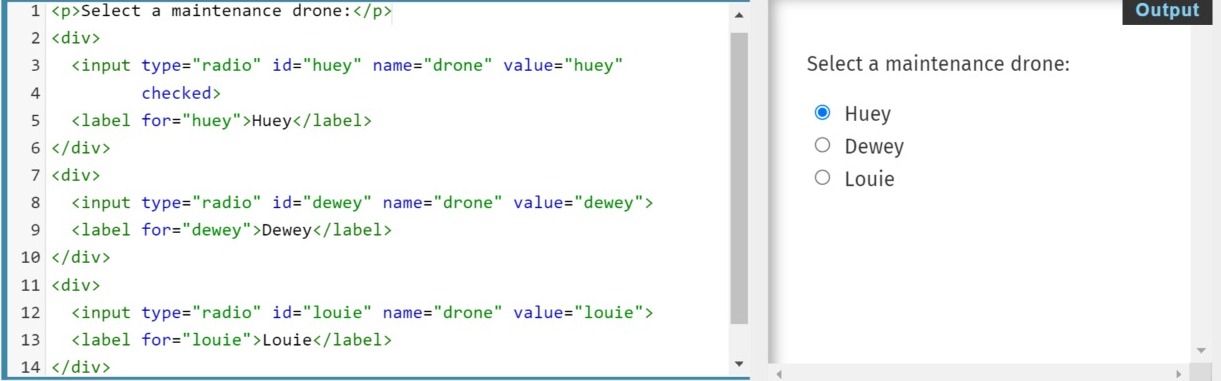 1 <p>Select a maintenance drone:</p>
2 <div>
3   <input type="radio" id="huey" name="drone" value="huey"
4          checked>
5   <label for="huey">Huey</label>
6 </div>
7 <div>
8   <input type="radio" id="dewey" name="drone" value="dewey">
9   <label for="dewey">Dewey</label>
10 </div>
11 <div>
12   <input type="radio" id="louie" name="drone" value="louie">
13   <label for="louie">Louie</label>
14 </div>
Output
Select a maintenance drone:
Huey
Dewey
Louie